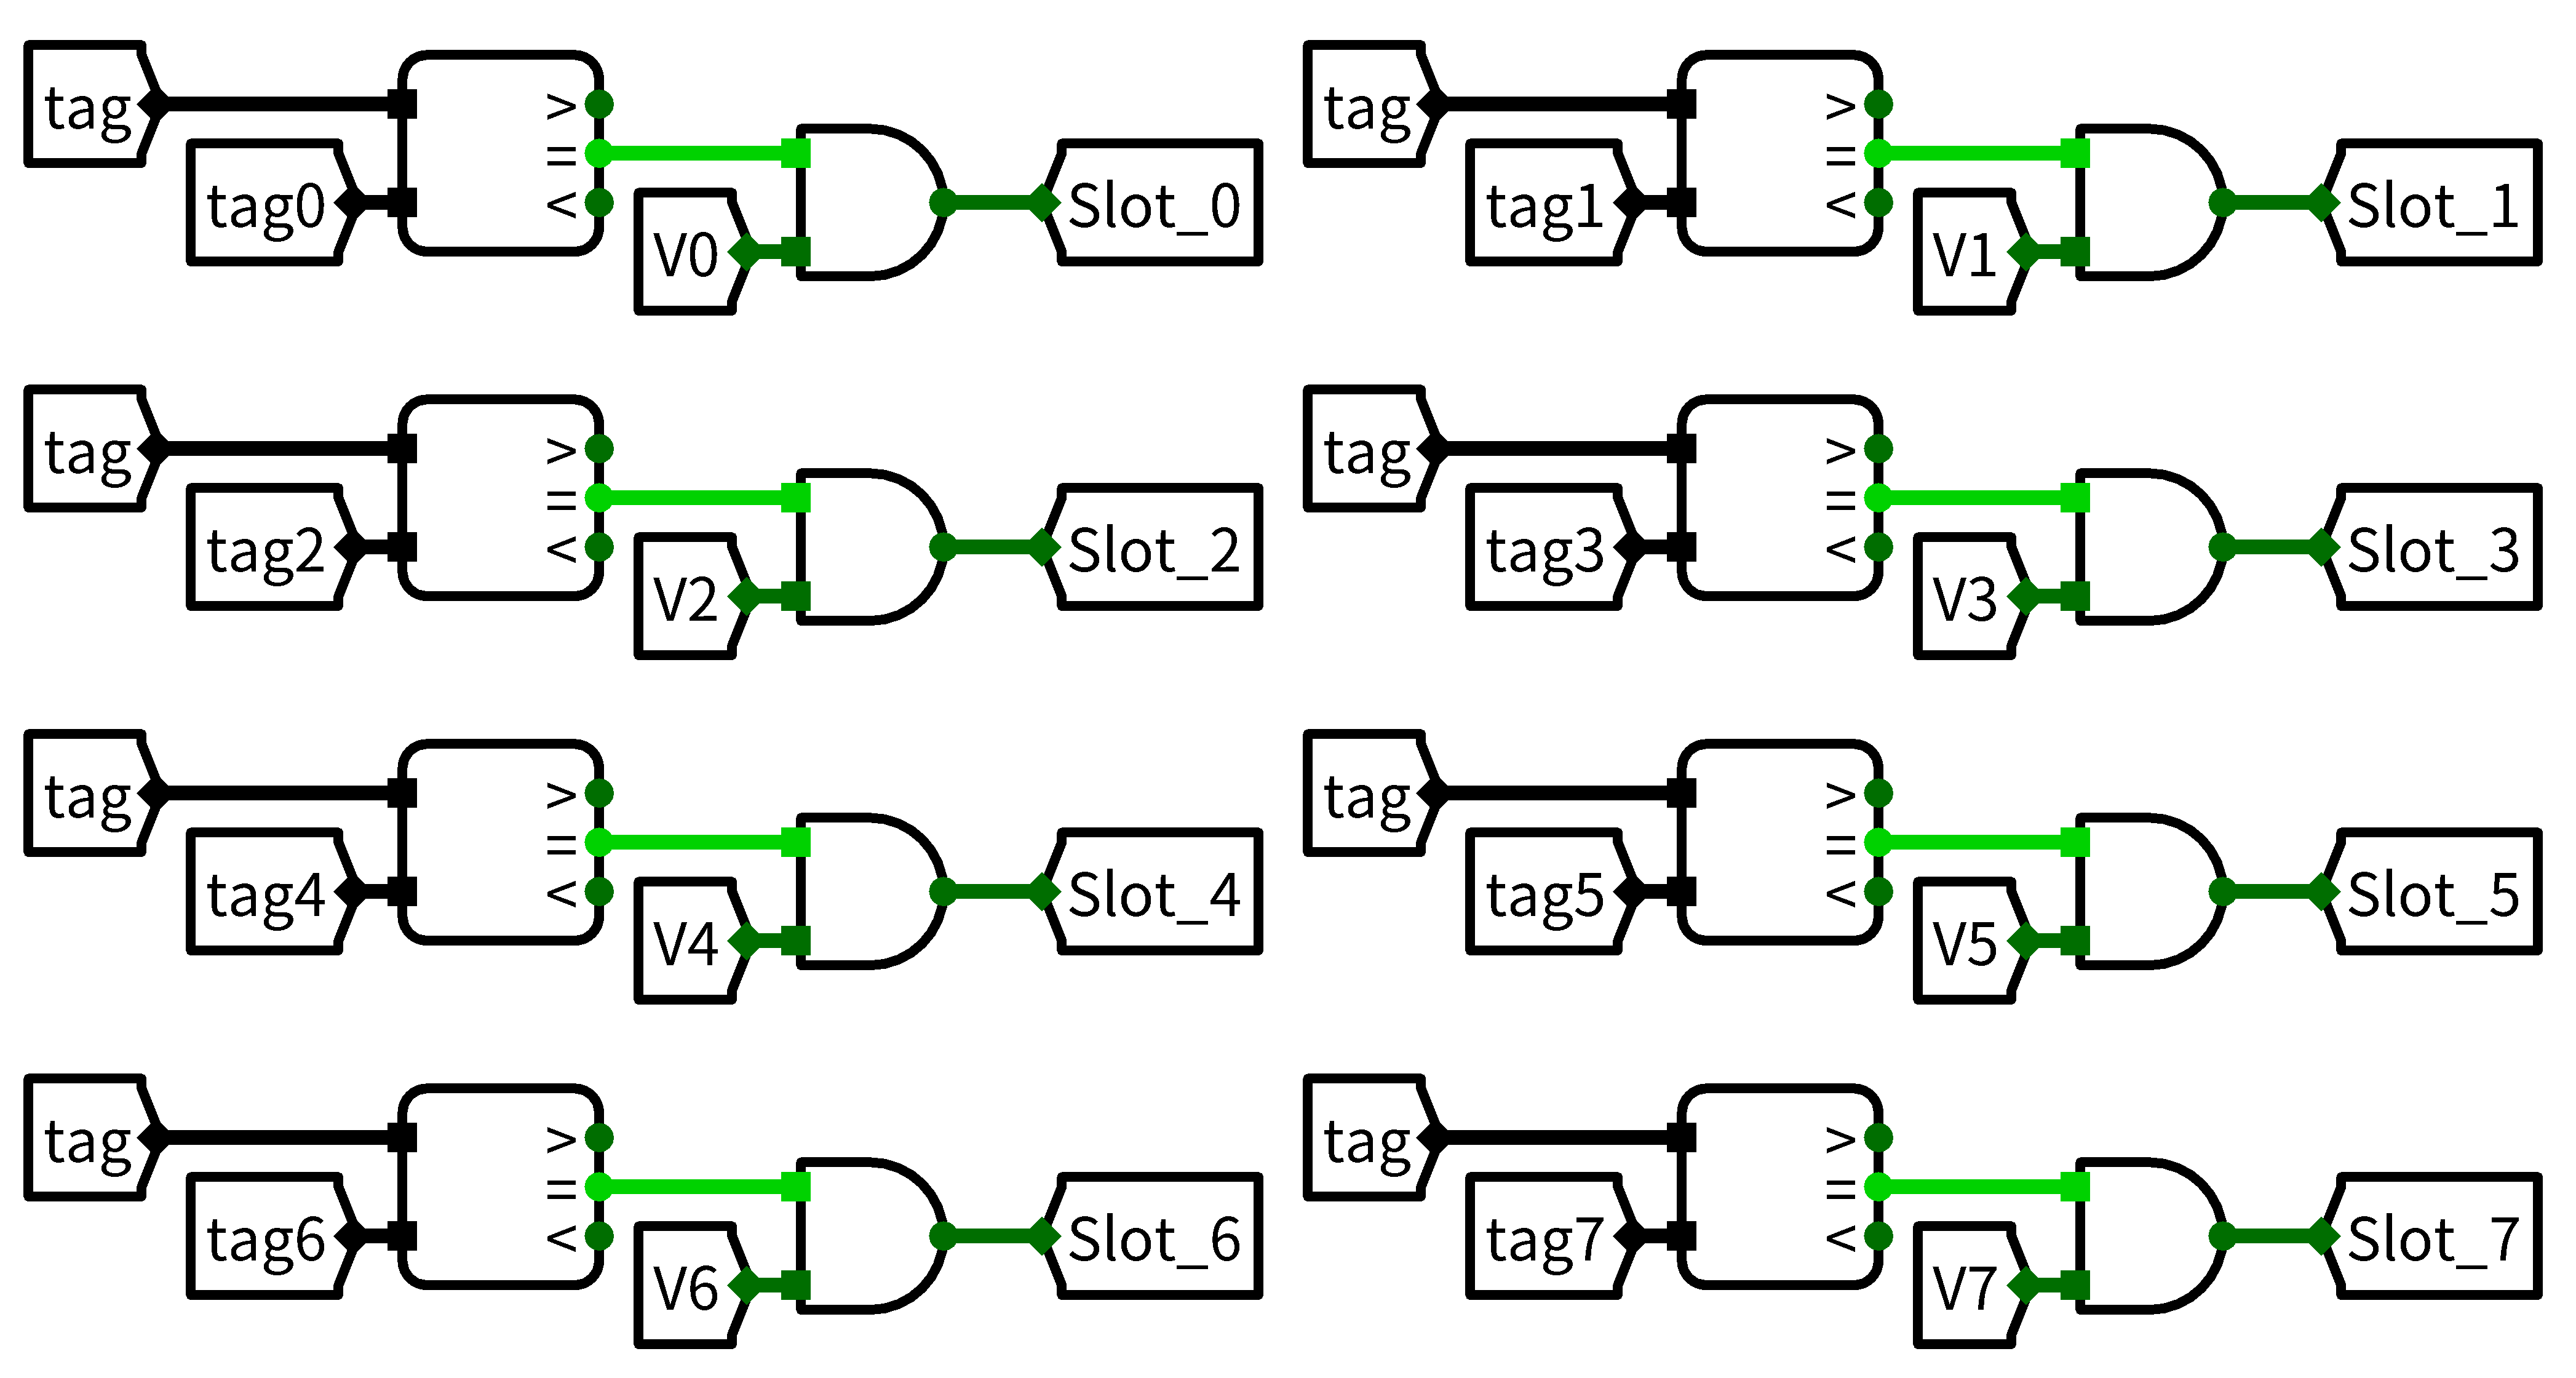 tag > tag >
= =
tag0 < Slot_0 tag1 < Slot_1
V0 V1
tag > tag >
= =
tag2 < Slot_2 tag3 < Slot_3
V2 V3
tag > tag >
= =
tag4 < Slot_4 tag5 < Slot_5
V4 V5
tag > tag >
= =
tag6 < Slot_6 tag7 < Slot_7
V6 V7